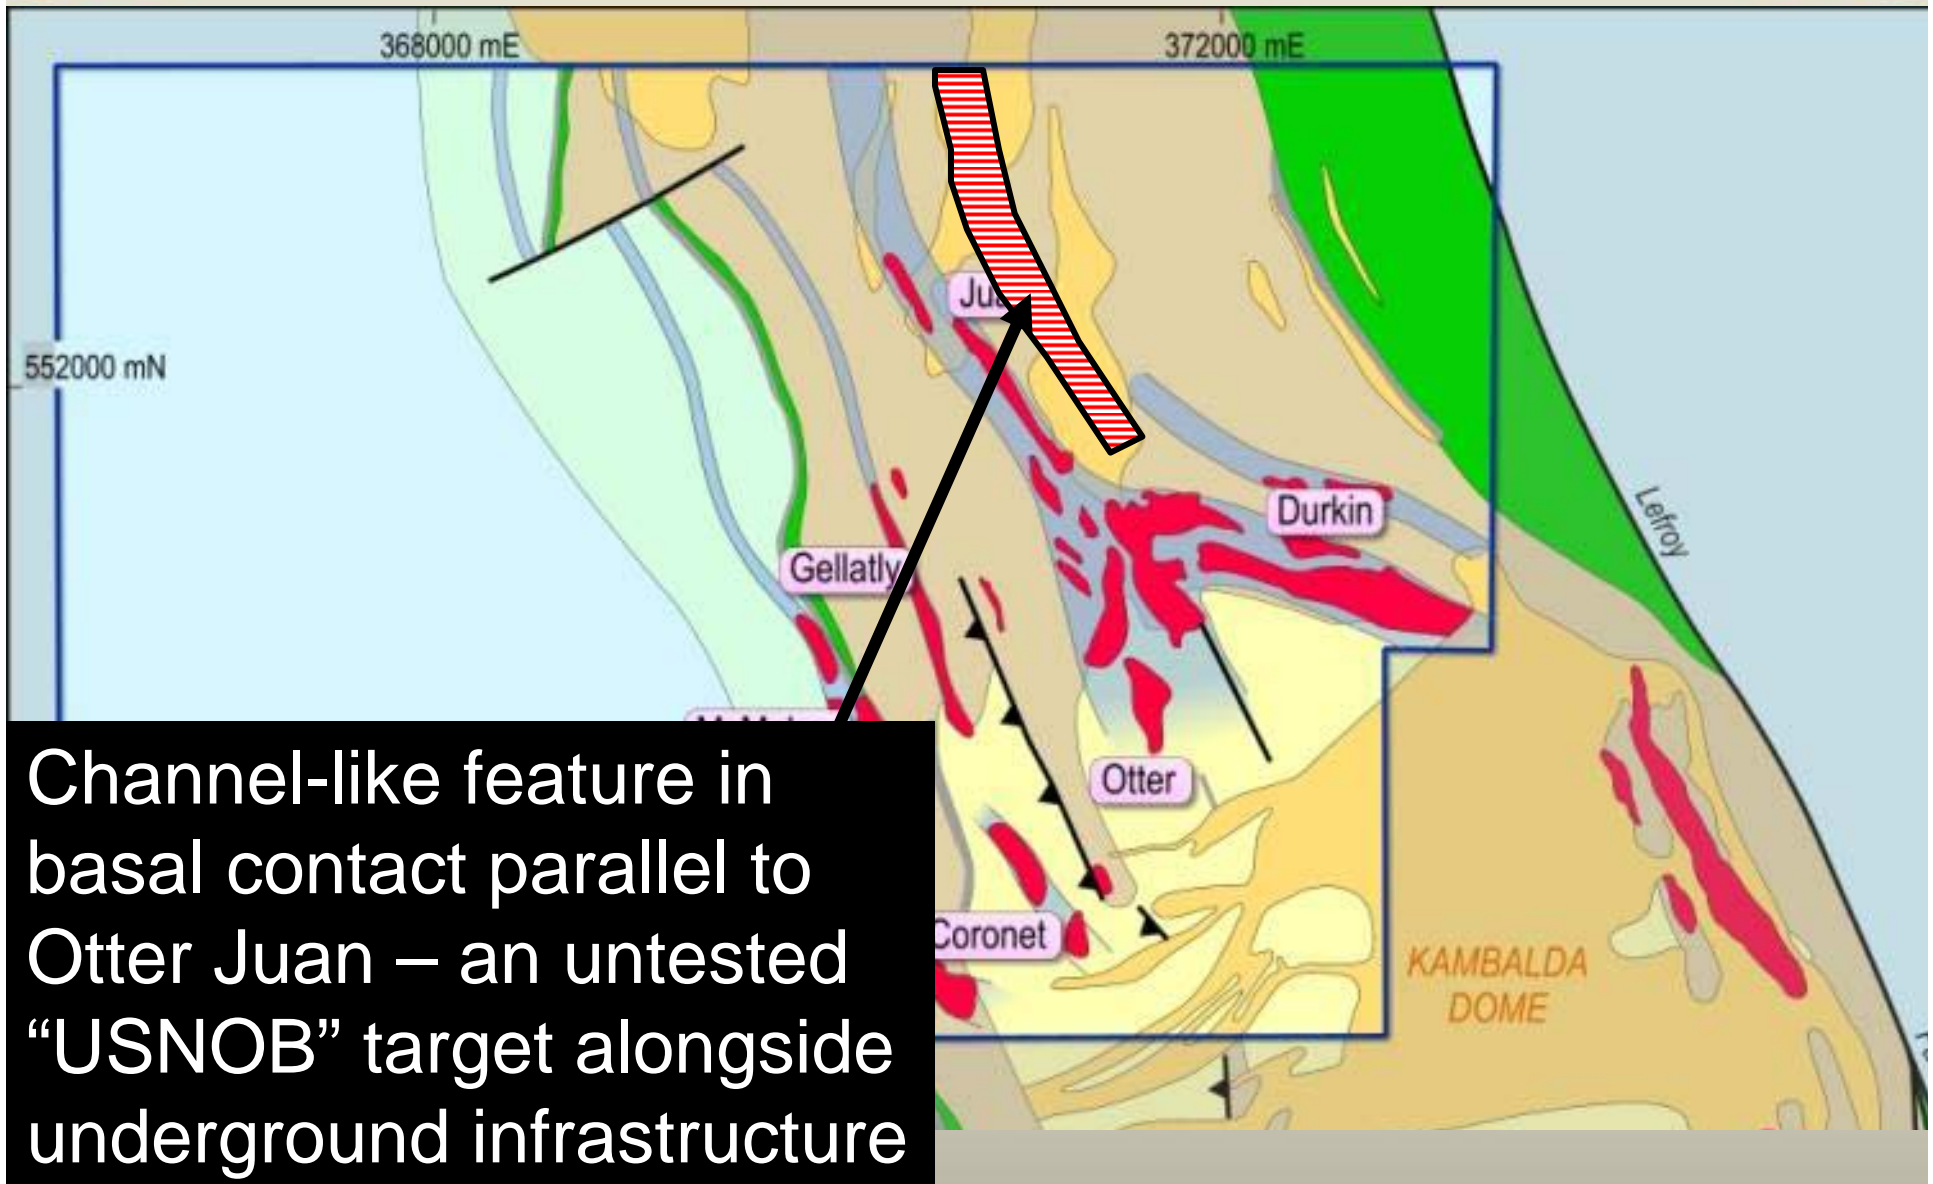 368000 mE
372000 mE
552000 mN
Lefroy
Durkin
Gellatly
Otter
Coronet
KAMBALDA
DOME
Channel-like feature in
basal contact parallel to
Otter Juan – an untested
“USNOB” target alongside
underground infrastructure